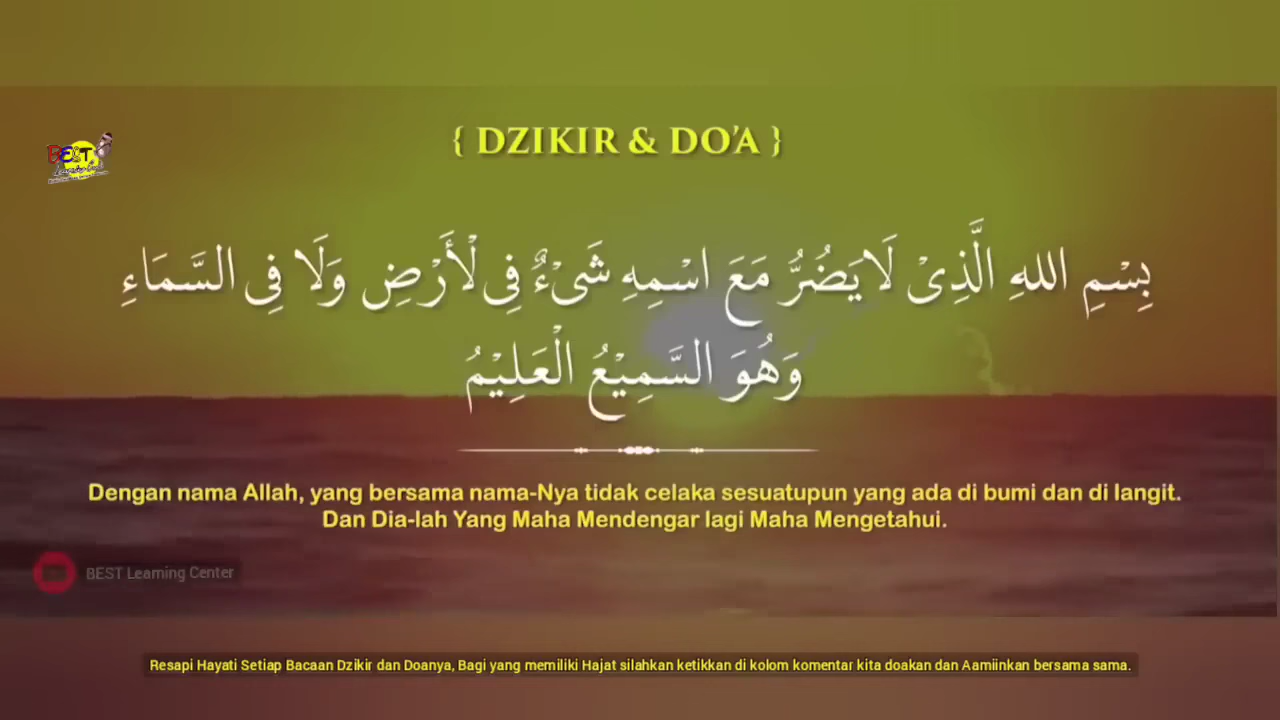 BEST
{ DZIKIR & DO’A }
بِسْمِ اللهِ الَّذِىْ لَا يَضُرُّ مَعَ اسْمِهِ شَىْءٌ فِى لْأَرْضِ وَلَا فِى السَّمَاءِ
وَهُوَ السَّمِيْعُ الْعَلِيْمُ
Dengan nama Allah, yang bersama nama-Nya tidak celaka sesuatupun yang ada di bumi dan di langit.
Dan Dia-lah Yang Maha Mendengar lagi Maha Mengetahui.
BEST Learning Center
Resapi Hayati Setiap Bacaan Dzikir dan Doanya, Bagi yang memiliki Hajat silahkan ketikkan di kolom komentar kita doakan dan Aamiinkan bersama sama.